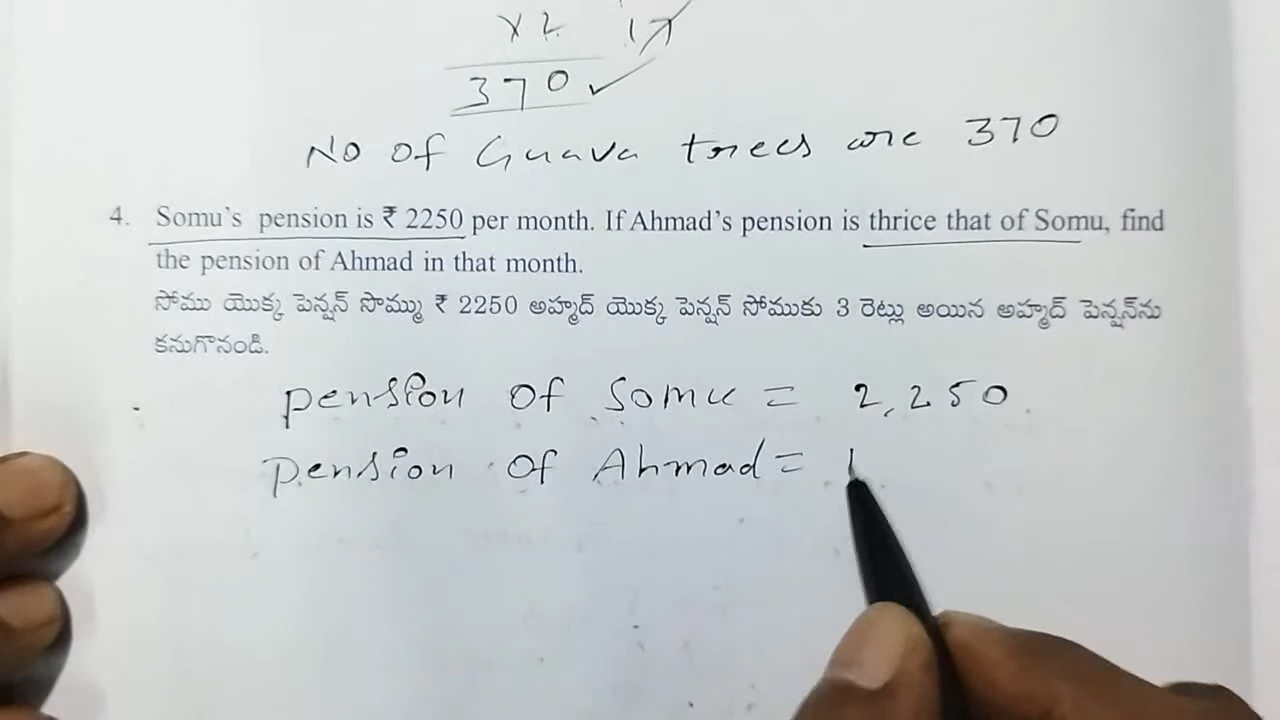 x2 17
370 ✓
No of Guava trees are 370
4. Somu's pension is ₹ 2250 per month. If Ahmad's pension is thrice that of Somu, find
the pension of Ahmad in that month.
సోము యొక్క పెన్షన్ సొమ్ము ₹ 2250 అహ్మద్ యొక్క పెన్షన్ సోముకు 3 రెట్లు అయిన అహ్మద్ పెన్షన్‌ను
కనుగొనండి.
pension of Somu = 2,250
pension of Ahmad =